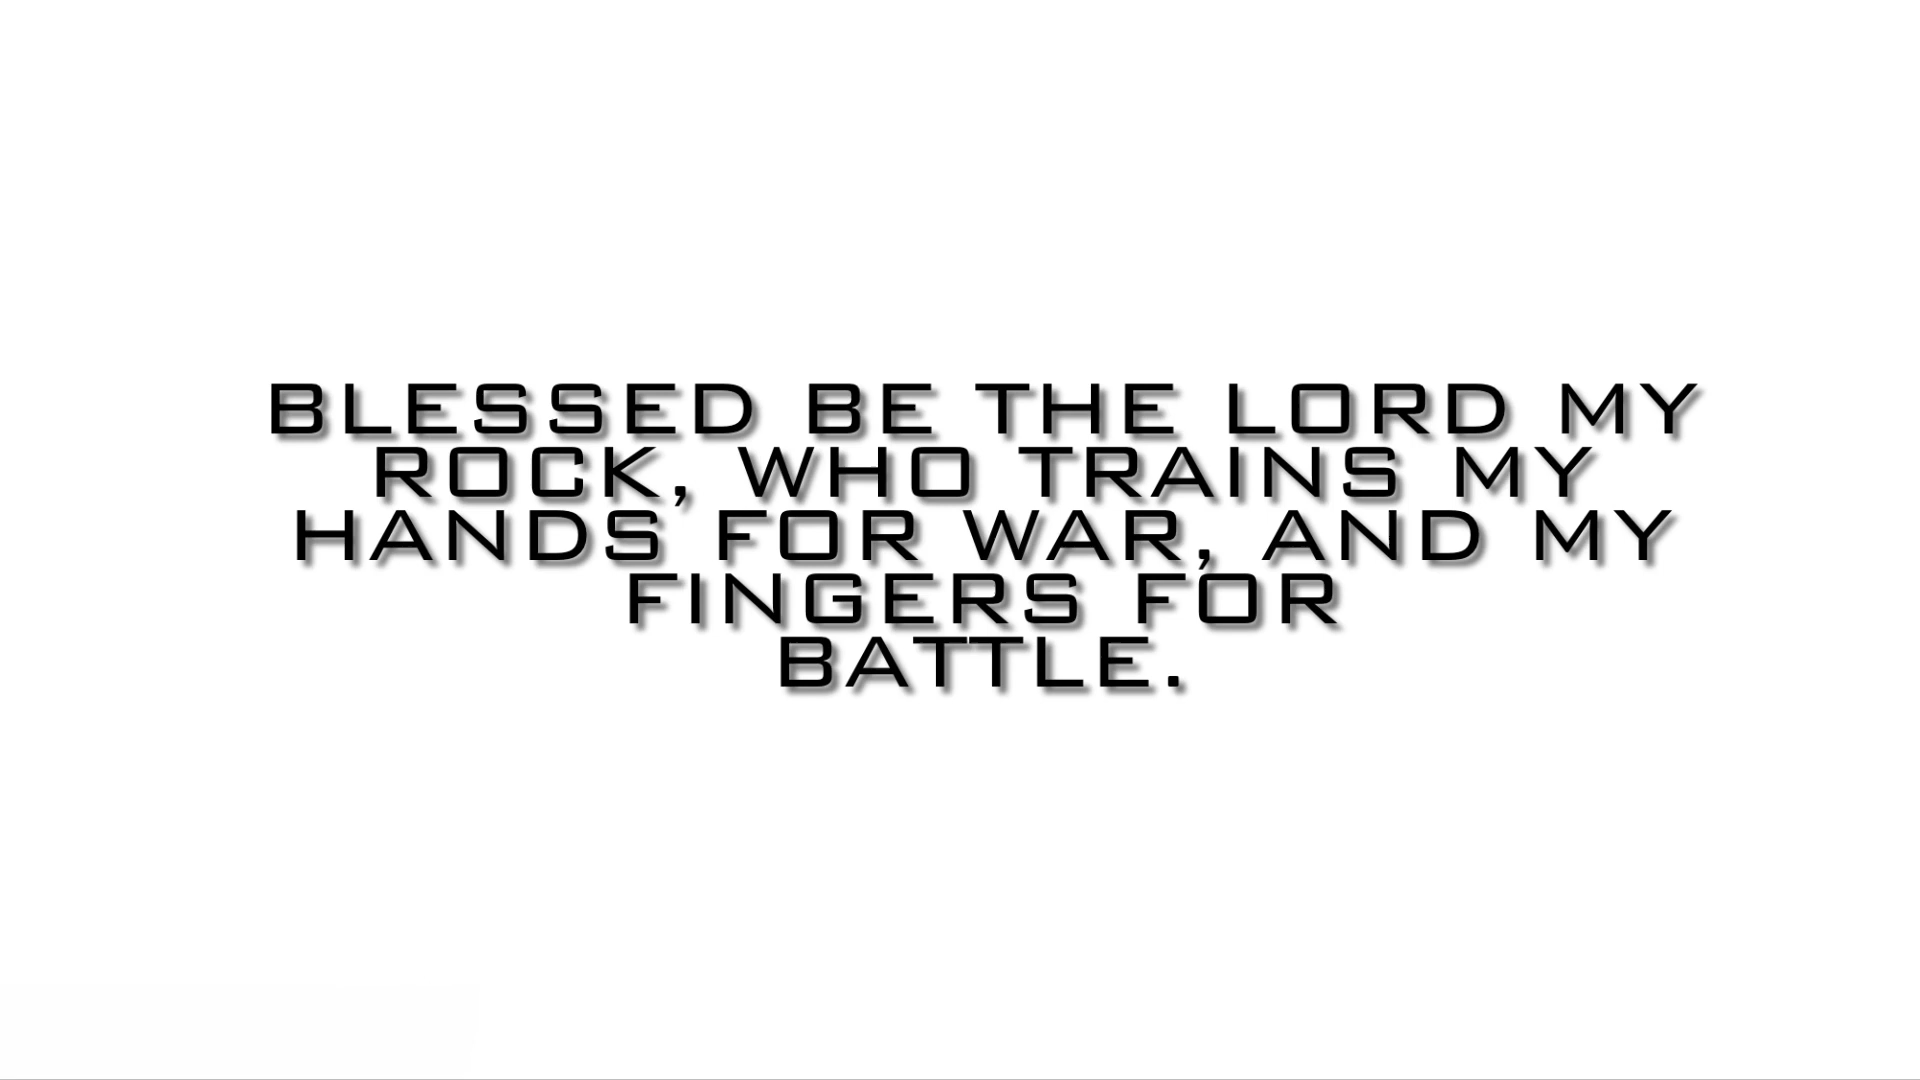 BLESSED BE THE LORD MY
ROCK, WHO TRAINS MY
HANDS FOR WAR, AND MY
FINGERS FOR
BATTLE.